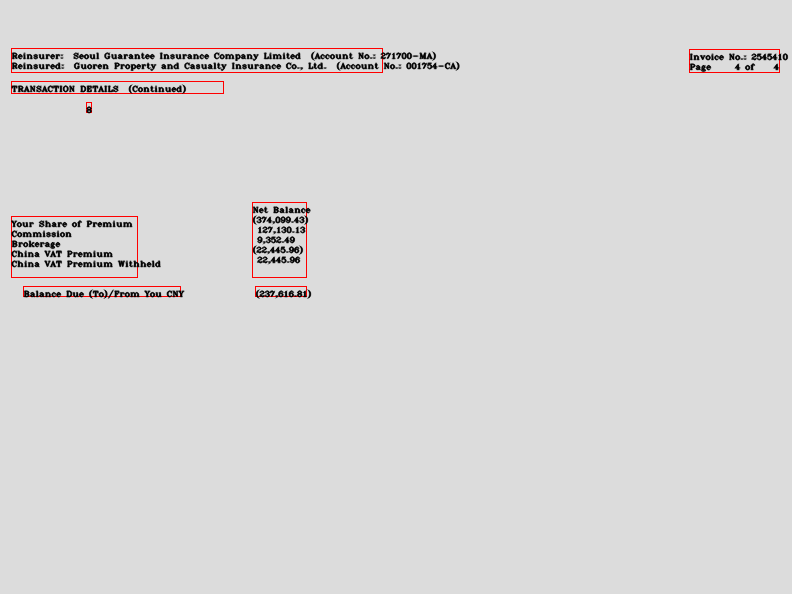 Reinsurer: Seoul Guarantee Insurance Company Limited (Account No.: 271700-MA)
Reinsured: Guoren Property and Casualty Insurance Co., Ltd. (Account No.: 001754-CA)
Invoice No.: 2545410
Page 4 of 4
TRANSACTION DETAILS (Continued)
Net Balance
Your Share of Premium (374,099.43)
Commission 127,130.13
Brokerage 9,352.49
China VAT Premium (22,445.96)
China VAT Premium Withheld 22,445.96
Balance Due (To)/From You CNY (237,616.81)